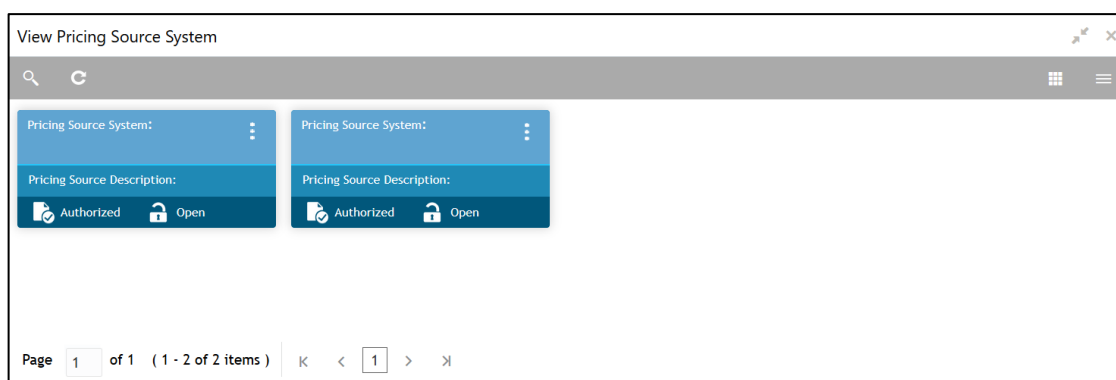 View Pricing Source System
Pricing Source System:
Pricing Source Description:
Authorized Open
Pricing Source System:
Pricing Source Description:
Authorized Open
Page 1 of 1 ( 1 - 2 of 2 items ) 1